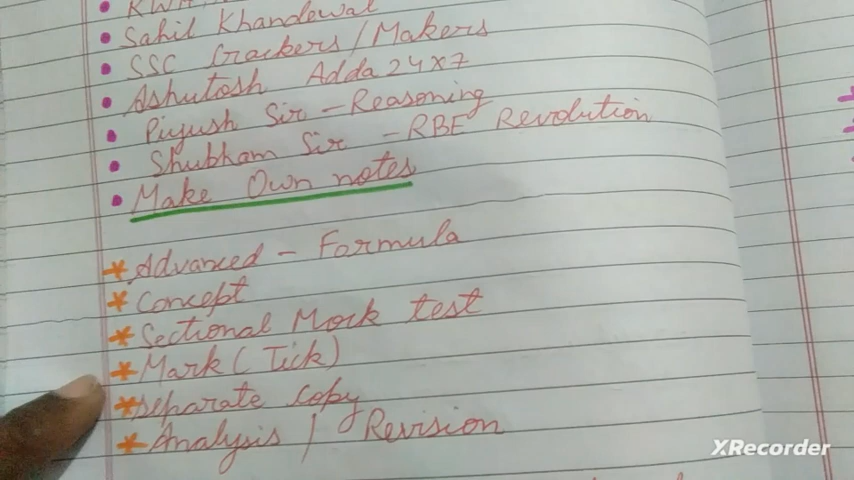 Sahil Khandewal
SSC Crackers/Makers
Ashutosh Adda 24x7
Piyush Sir - Reasoning
Shubham Sir - RBE Revolution
Make Own notes
Advanced - Formula
Concept
Sectional Mock test
Mark (Tick)
separate copy
Analysis / Revision
XRecorder